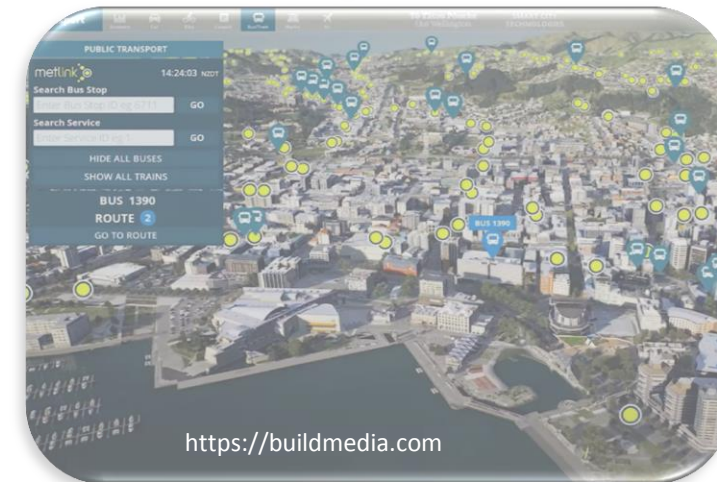 PUBLIC TRANSPORT
metlink
14:24:03 NZDT
Search Bus Stop
Enter Bus Stop ID eg 6711
GO
Search Service
Enter Service ID eg 1
GO
HIDE ALL BUSES
SHOW ALL TRAINS
BUS 1390
ROUTE 2
GO TO ROUTE
BUS 1390
https://buildmedia.com